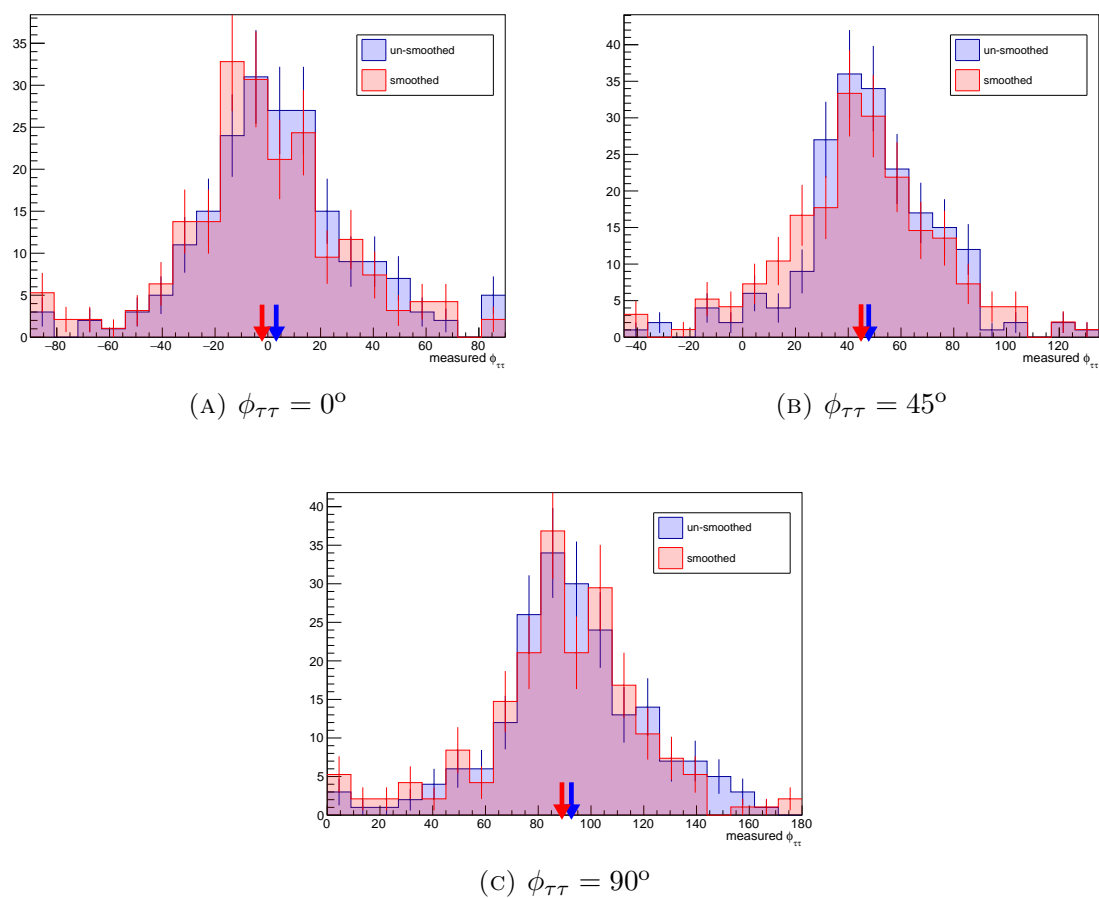 35
30
25
20
15
10
5
0
un-smoothed
smoothed
−80 −60 −40 −20 0 20 40 60 80
measured ϕττ
(A) ϕττ = 0°
40
35
30
25
20
15
10
5
0
un-smoothed
smoothed
−40 −20 0 20 40 60 80 100 120
measured ϕττ
(B) ϕττ = 45°
40
35
30
25
20
15
10
5
0
un-smoothed
smoothed
0 20 40 60 80 100 120 140 160 180
measured ϕττ
(C) ϕττ = 90°